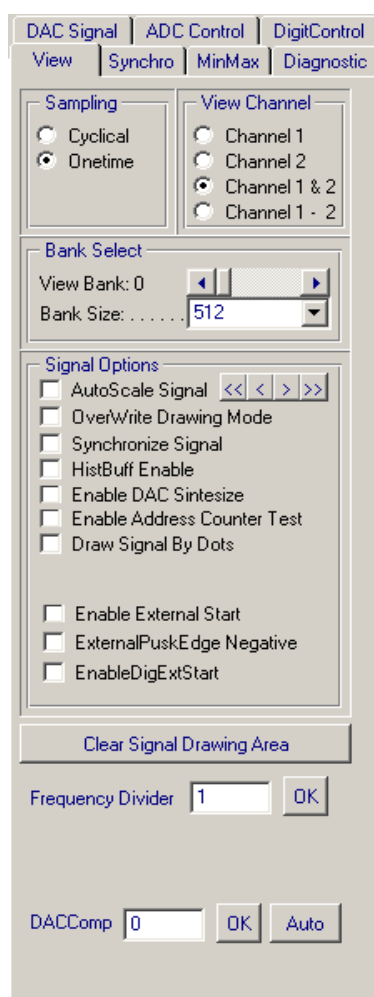 DAC Signal ADC Control DigitControl
View Synchro MinMax Diagnostic
Sampling View Channel
Cyclical Channel 1
Onetime Channel 2
Channel 1 & 2
Channel 1 - 2
Bank Select
View Bank: 0
Bank Size: . . . . . . 512
Signal Options
AutoScale Signal << < > >>
OverWrite Drawing Mode
Synchronize Signal
HistBuff Enable
Enable DAC Sintesize
Enable Address Counter Test
Draw Signal By Dots
Enable External Start
ExternalPuskEdge Negative
EnableDigExtStart
Clear Signal Drawing Area
Frequency Divider 1 OK
DACComp 0 OK Auto